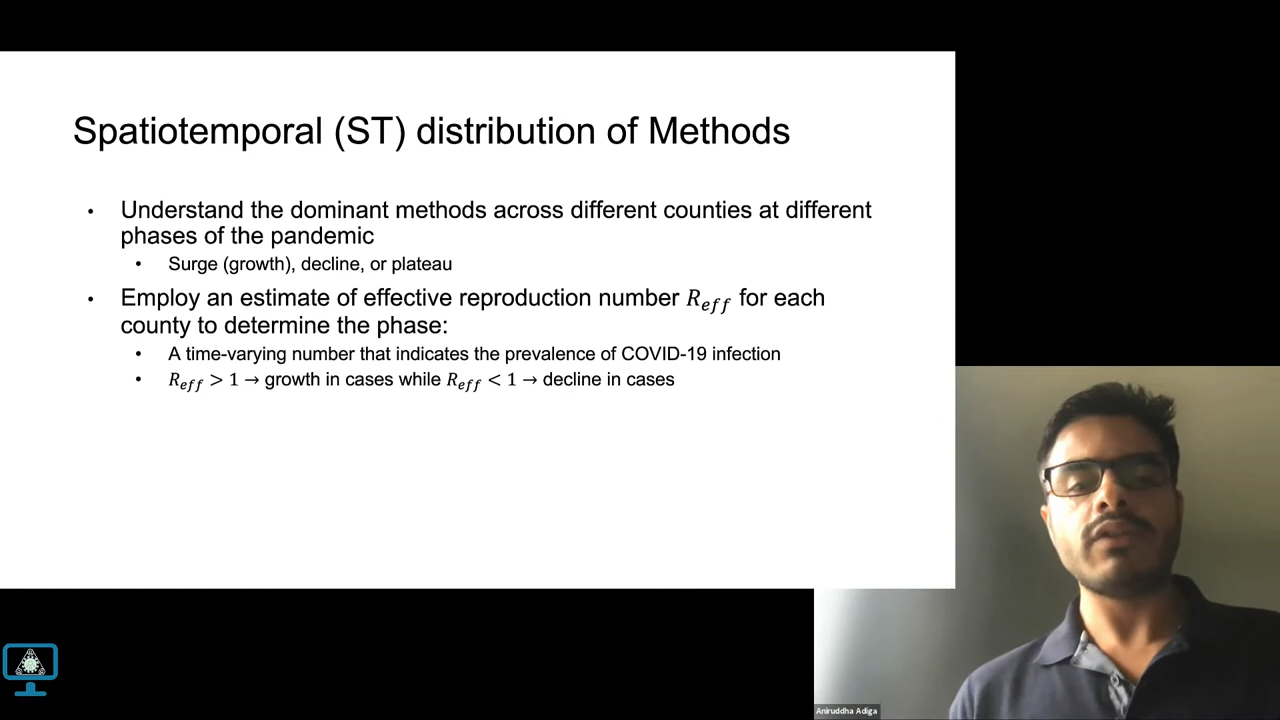 Spatiotemporal (ST) distribution of Methods
• Understand the dominant methods across different counties at different
phases of the pandemic
• Surge (growth), decline, or plateau
• Employ an estimate of effective reproduction number R_eff for each
county to determine the phase:
• A time-varying number that indicates the prevalence of COVID-19 infection
• R_eff > 1 → growth in cases while R_eff < 1 → decline in cases
Aniruddha Adiga